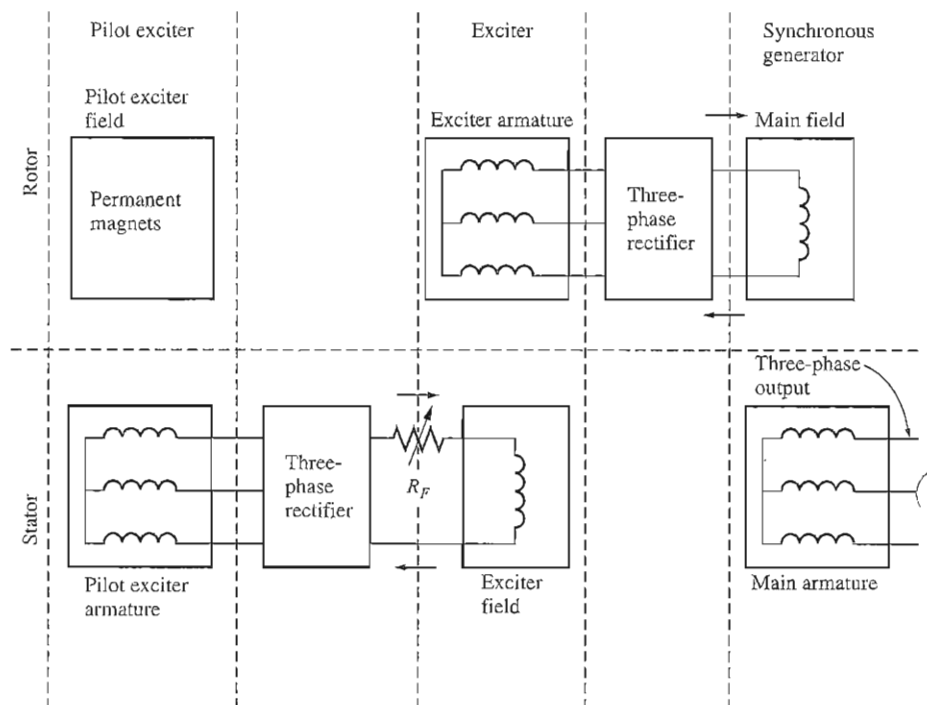 Pilot exciter
Exciter
Synchronous
generator
Pilot exciter
field
Exciter armature
Main field
Rotor
Permanent
magnets
Three-
phase
rectifier
Three-phase
output
Stator
Three-
phase
rectifier
R_F
Pilot exciter
armature
Exciter
field
Main armature